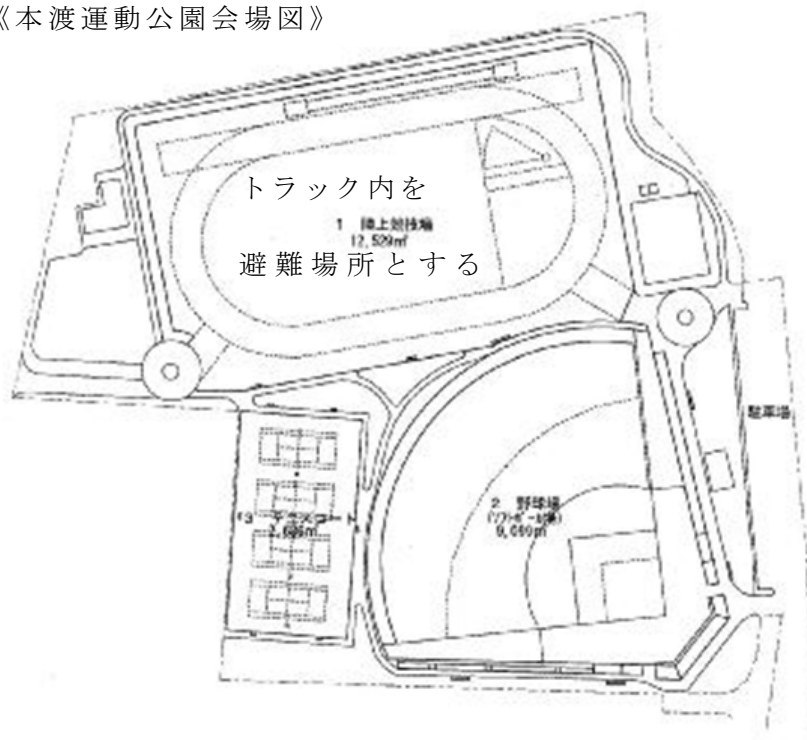 《本渡運動公園会場図》
トラック内を
1 陸上競技場
12,529㎡
避難場所とする
駐車場
2 野球場
3 テニスコート